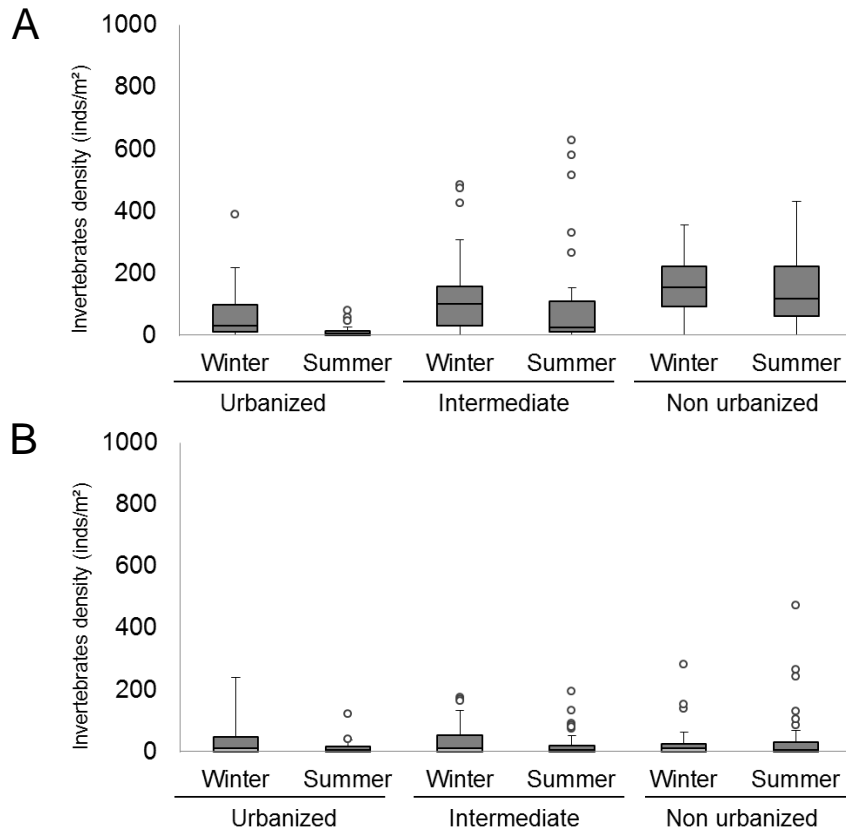 A
Invertebrates density (inds/m²)
1000
800
600
400
200
0
Winter Summer Winter Summer Winter Summer
Urbanized Intermediate Non urbanized
B
Invertebrates density (inds/m²)
1000
800
600
400
200
0
Winter Summer Winter Summer Winter Summer
Urbanized Intermediate Non urbanized